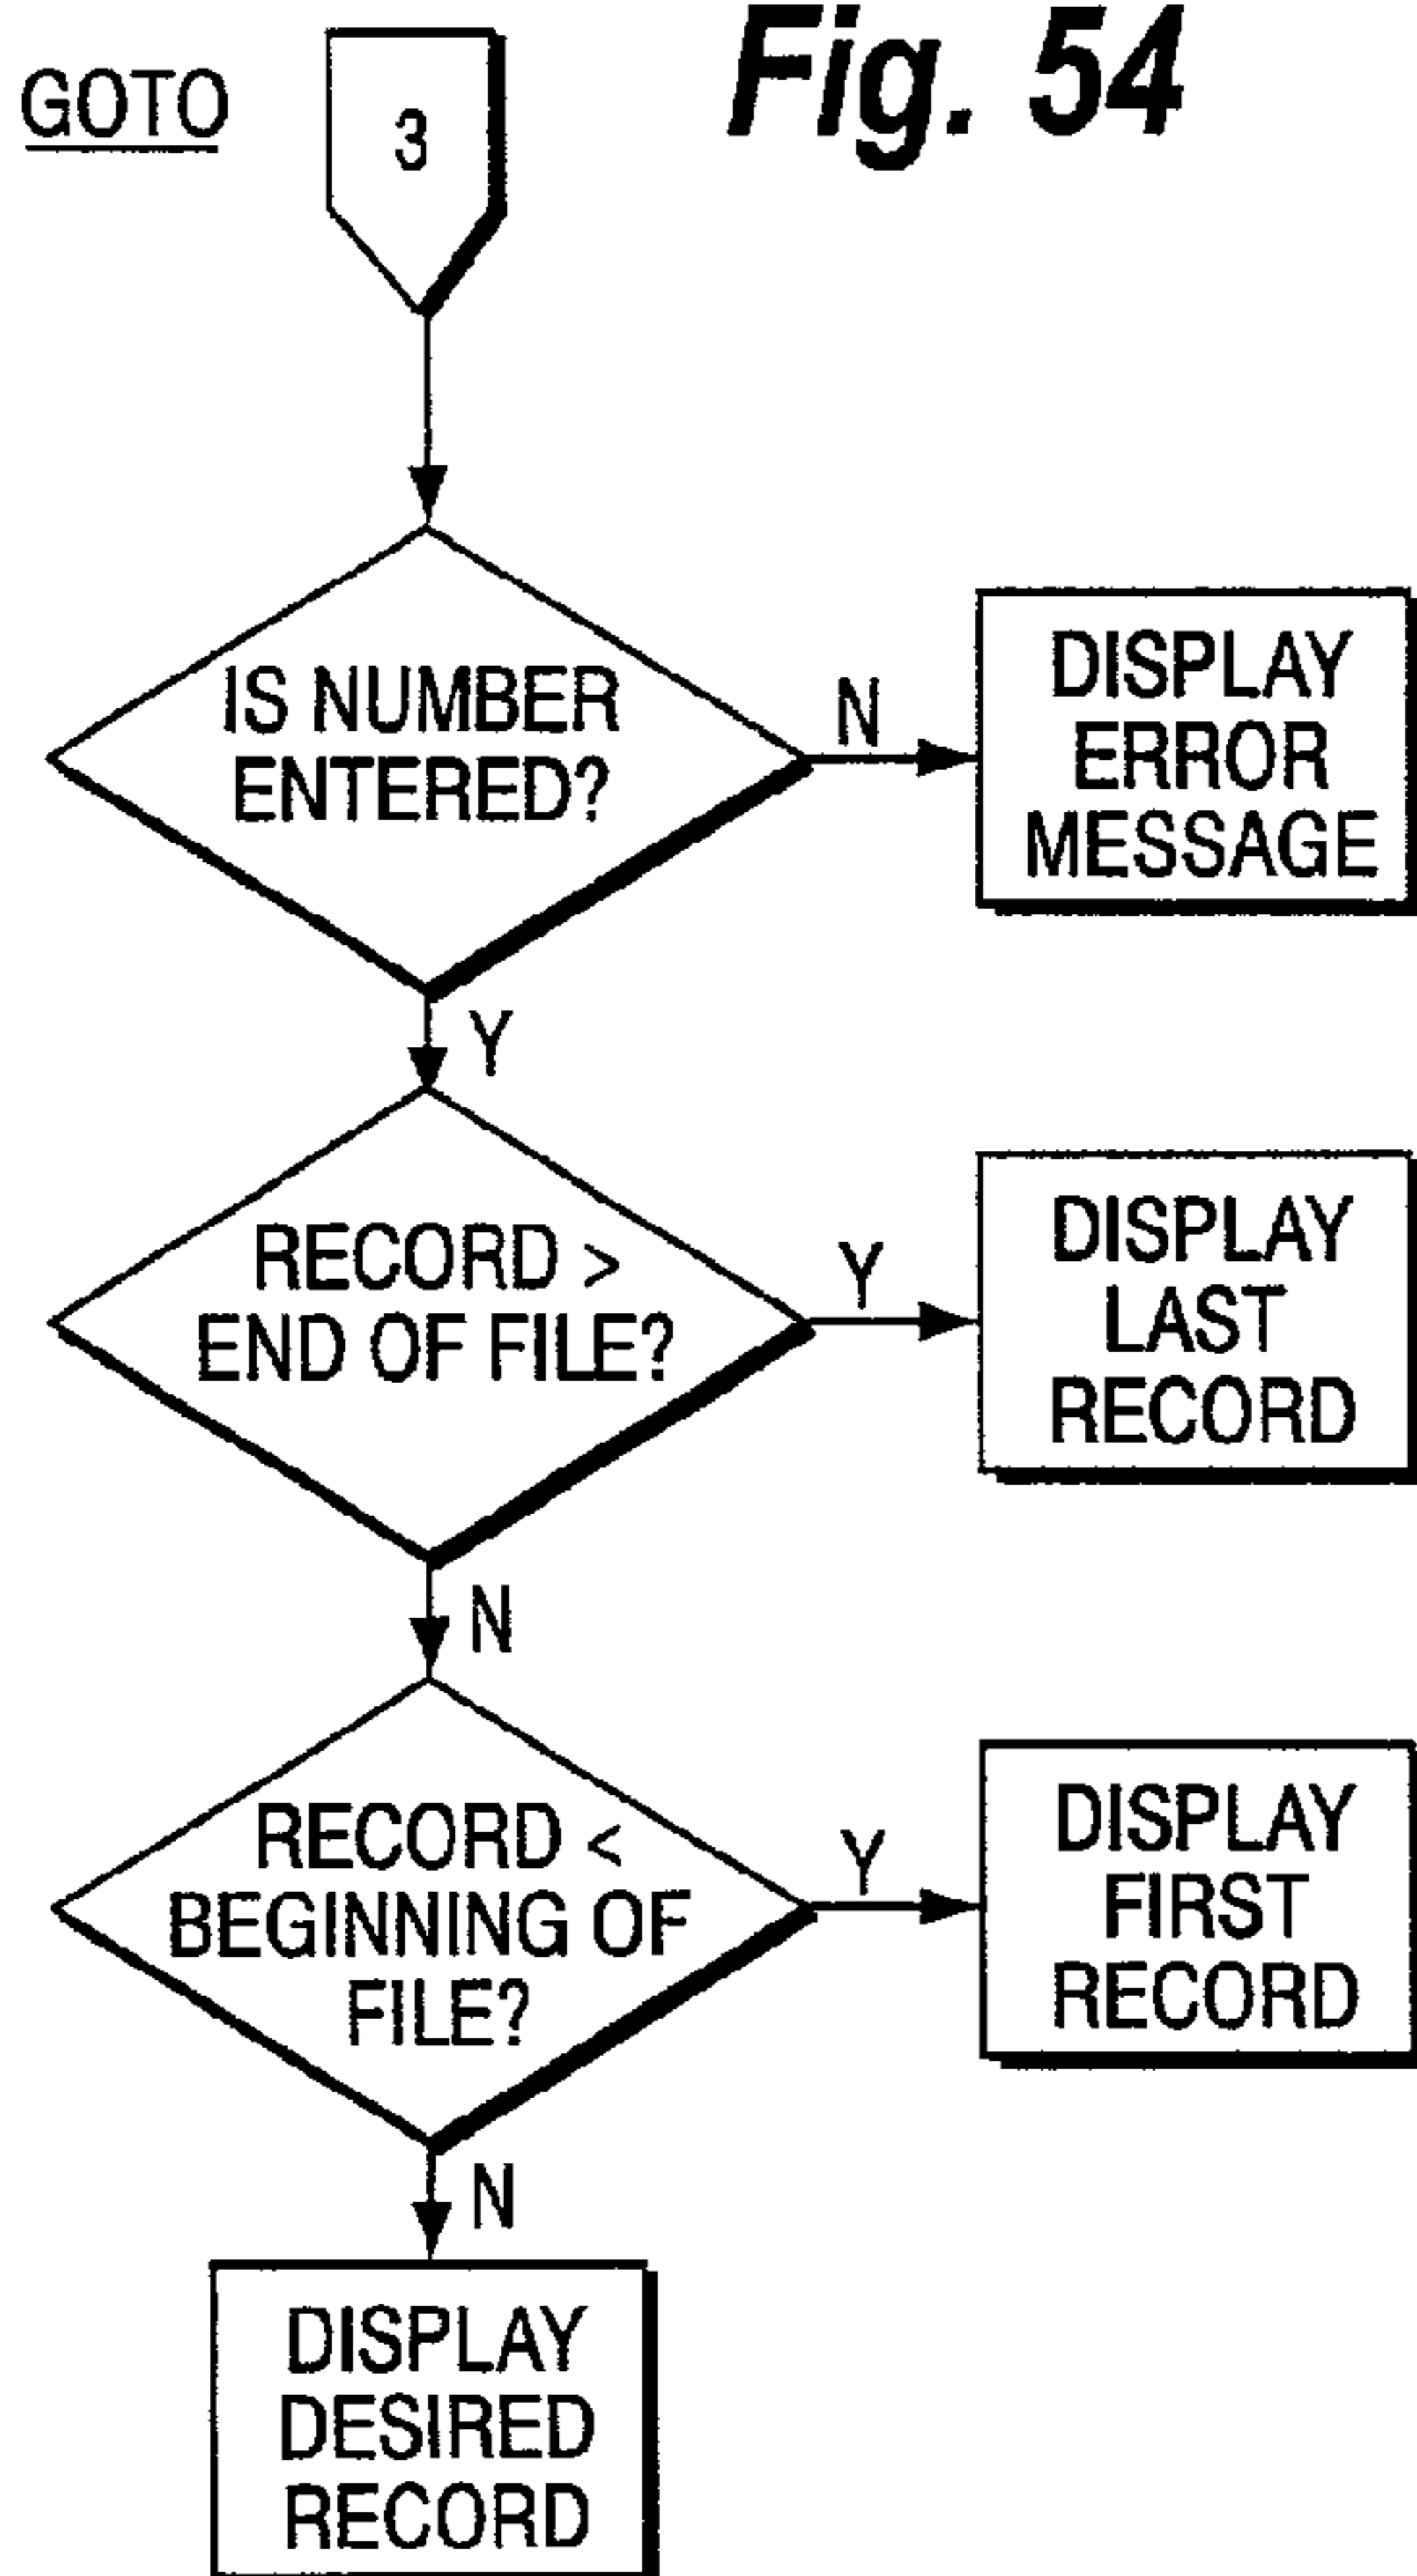 Fig. 54
GOTO
3
IS NUMBER
ENTERED?
N
DISPLAY
ERROR
MESSAGE
Y
RECORD >
END OF FILE?
Y
DISPLAY
LAST
RECORD
N
RECORD <
BEGINNING OF
FILE?
Y
DISPLAY
FIRST
RECORD
N
DISPLAY
DESIRED
RECORD